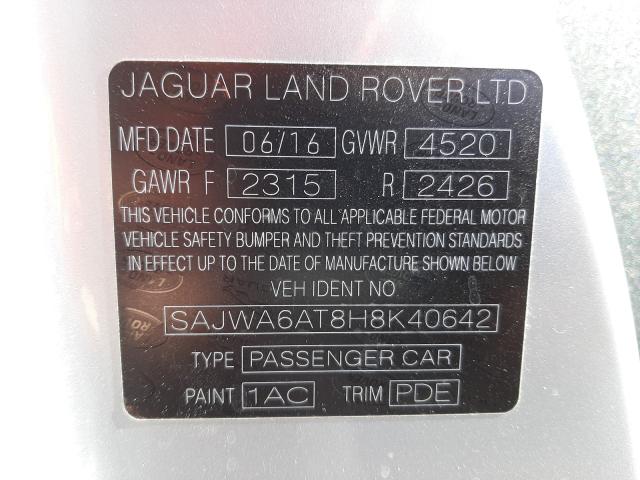 JAGUAR LAND ROVER LTD
MFD DATE 06/16 GVWR 4520
GAWR F 2315 R 2426
THIS VEHICLE CONFORMS TO ALL APPLICABLE FEDERAL MOTOR
VEHICLE SAFETY BUMPER AND THEFT PREVENTION STANDARDS
IN EFFECT UP TO THE DATE OF MANUFACTURE SHOWN BELOW
VEH IDENT NO
SAJWA6AT8H8K40642
TYPE PASSENGER CAR
PAINT 1AC TRIM PDE